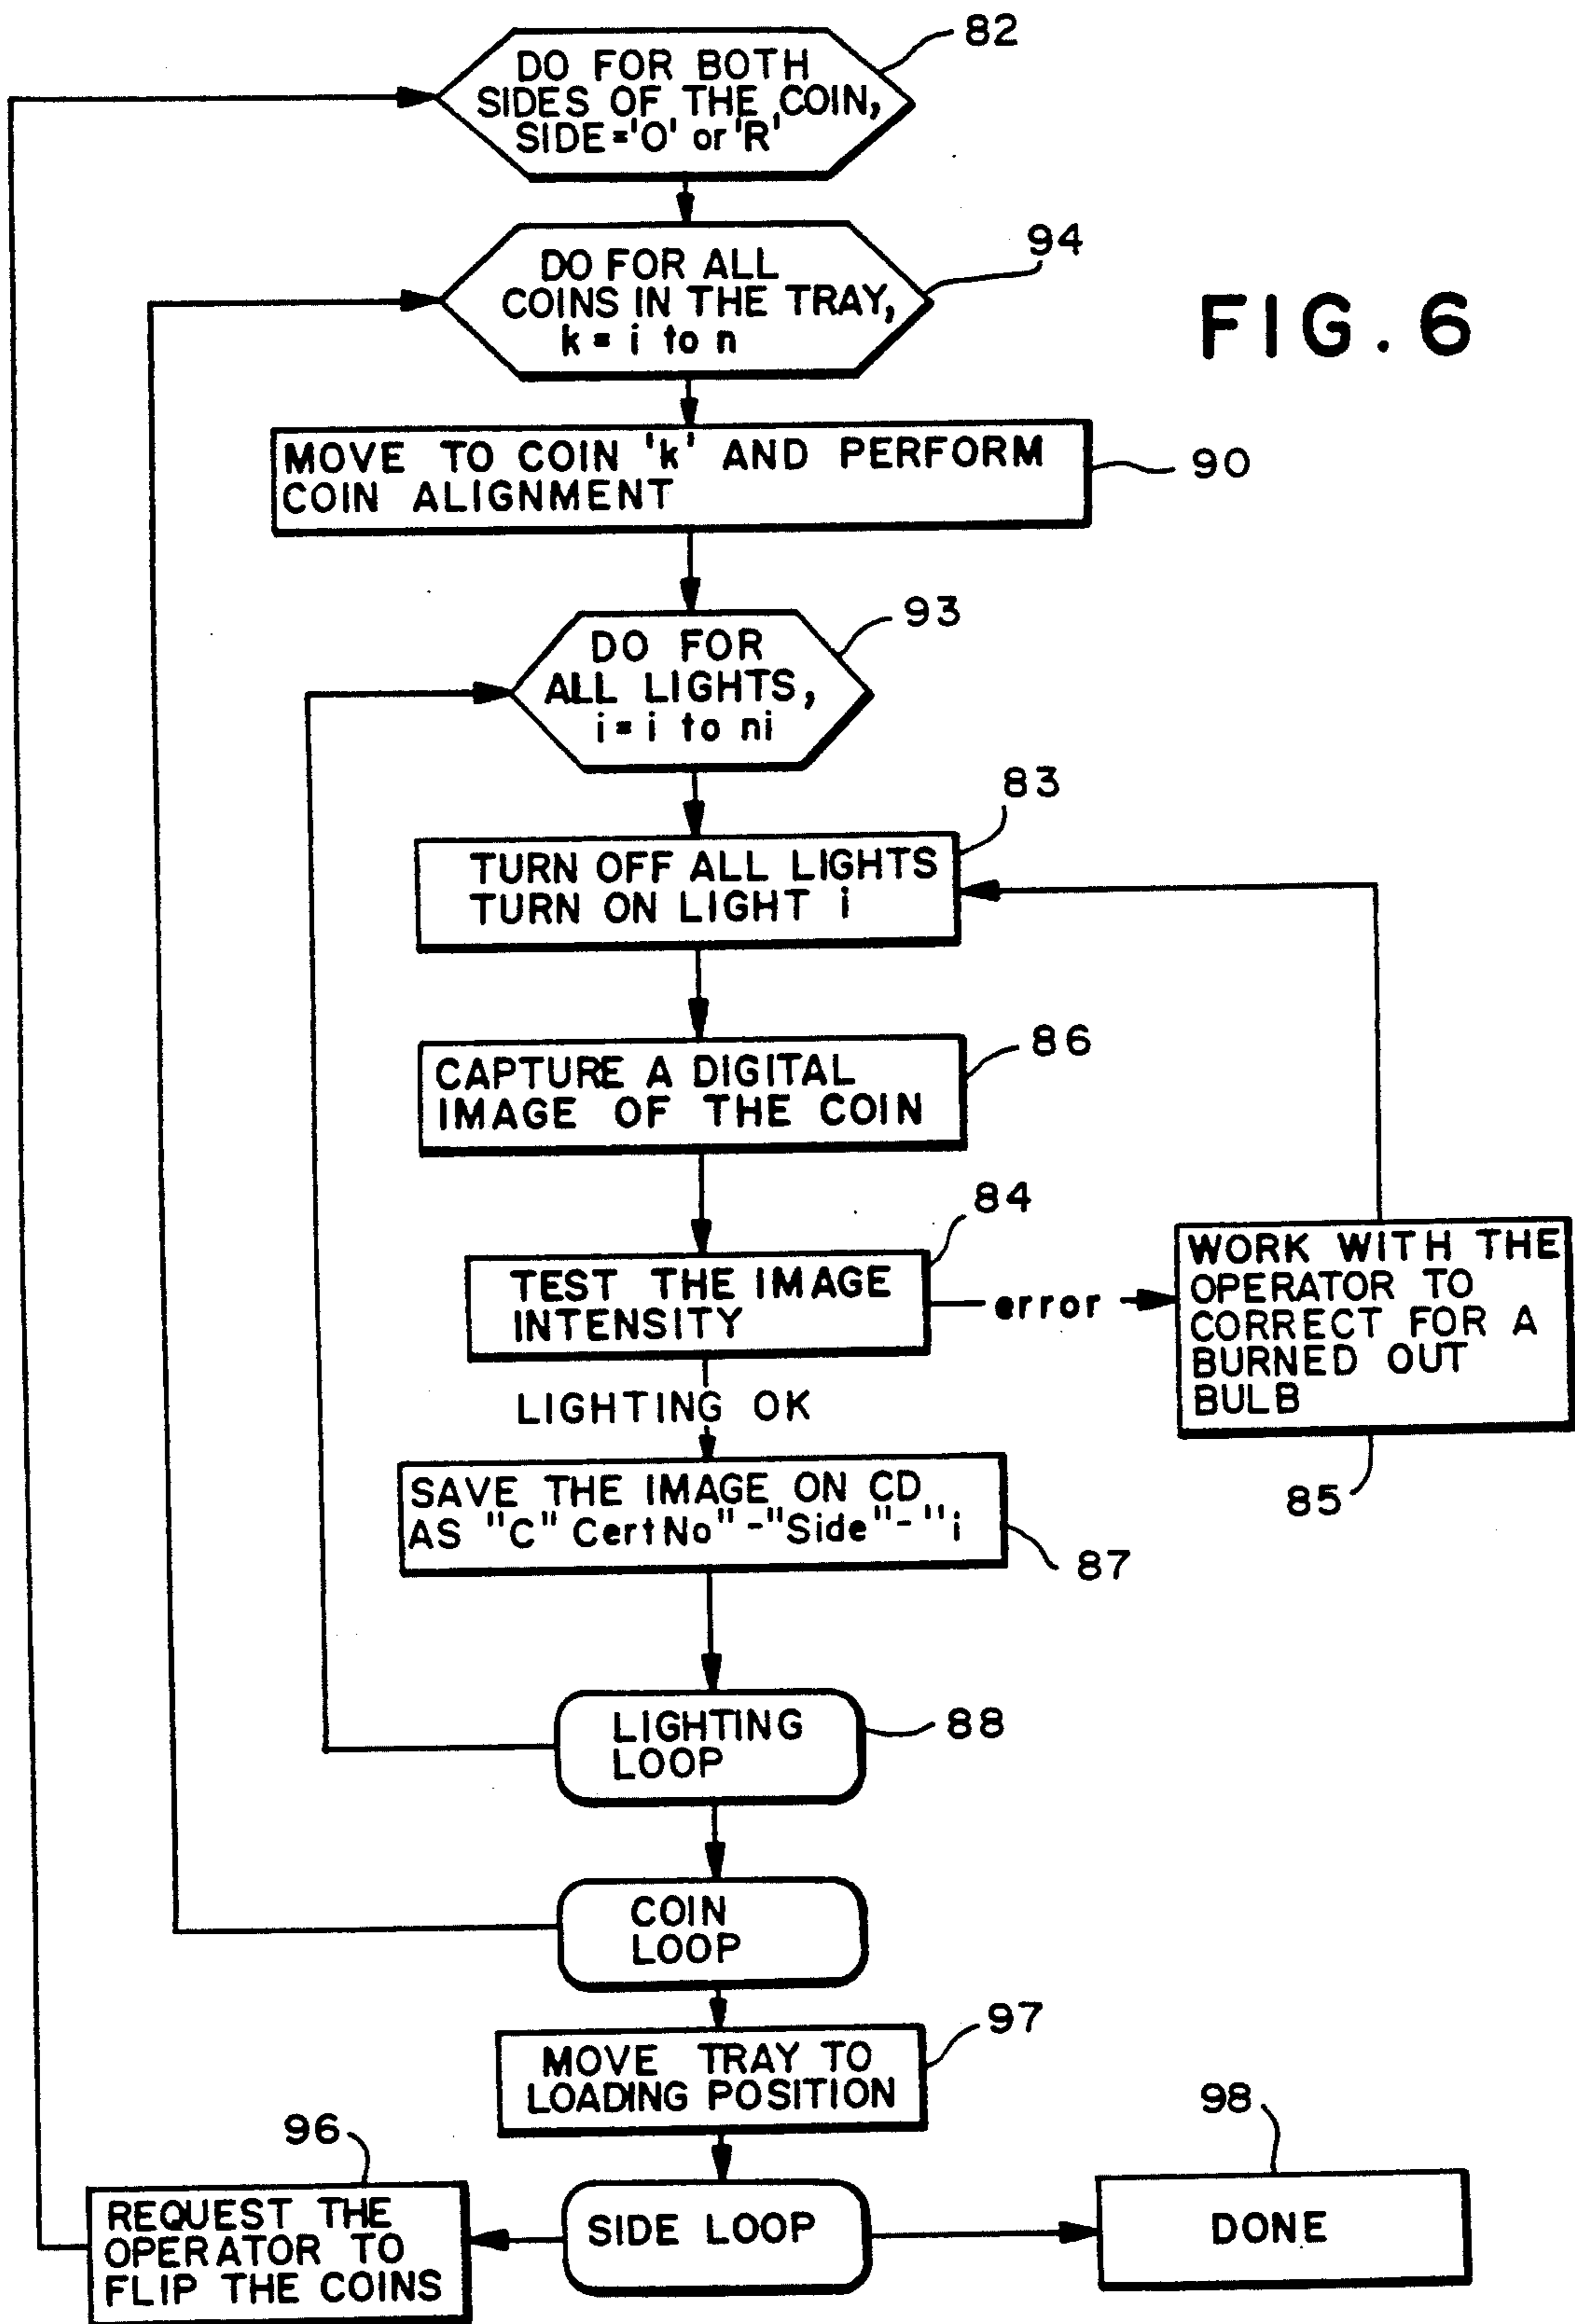 82
DO FOR BOTH
SIDES OF THE COIN,
SIDE='O' or 'R'
94
DO FOR ALL
COINS IN THE TRAY,
k = i to n
FIG. 6
MOVE TO COIN 'k' AND PERFORM
COIN ALIGNMENT
90
93
DO FOR
ALL LIGHTS,
i = i to ni
83
TURN OFF ALL LIGHTS
TURN ON LIGHT i
86
CAPTURE A DIGITAL
IMAGE OF THE COIN
84
TEST THE IMAGE
INTENSITY
error
WORK WITH THE
OPERATOR TO
CORRECT FOR A
BURNED OUT
BULB
85
LIGHTING OK
SAVE THE IMAGE ON CD
AS "C" CertNo"-"Side"-"i
87
LIGHTING
LOOP
88
COIN
LOOP
97
MOVE TRAY TO
LOADING POSITION
96
REQUEST THE
OPERATOR TO
FLIP THE COINS
SIDE LOOP
98
DONE